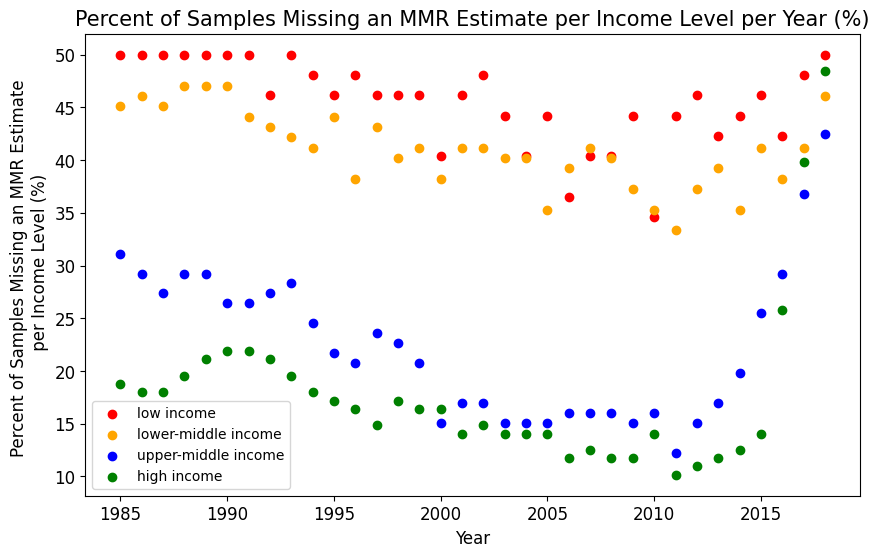 Percent of Samples Missing an MMR Estimate per Income Level per Year (%)
Percent of Samples Missing an MMR Estimate
per Income Level (%)
50
45
40
35
30
25
20
15
10
low income
lower-middle income
upper-middle income
high income
1985
1990
1995
2000
2005
2010
2015
Year